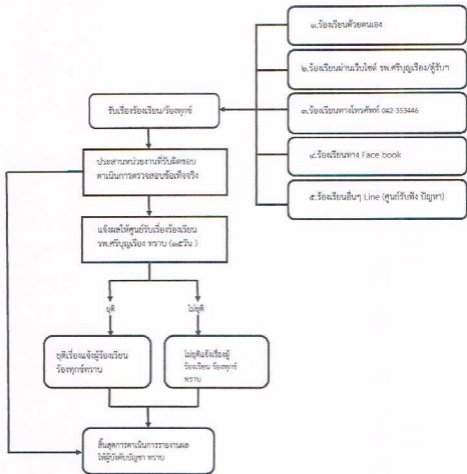 ๑.ร้องเรียนด้วยตนเอง
๒.ร้องเรียนผ่านเว็บไซต์ รพ.ศรีบุญเรือง/ตู้รับฯ
รับเรื่องร้องเรียน/ร้องทุกข์
๓.ร้องเรียนทางโทรศัพท์ 042-353446
๔.ร้องเรียนทาง Face book
๕.ร้องเรียนอื่นๆ Line (ศูนย์รับฟัง ปัญหา)
ประสานหน่วยงานที่รับผิดชอบ
ดำเนินการตรวจสอบข้อเท็จจริง
แจ้งผลให้ศูนย์รับเรื่องร้องเรียน
รพ.ศรีบุญเรือง ทราบ (๑๕วัน )
ยุติ
ไม่ยุติ
ยุติเรื่องแจ้งผู้ร้องเรียน
ร้องทุกข์ทราบ
ไม่ยุติแจ้งเรื่องผู้
ร้องเรียน ร้องทุกข์
ทราบ
สิ้นสุดการดำเนินการรายงานผล
ให้ผู้บังคับบัญชา ทราบ